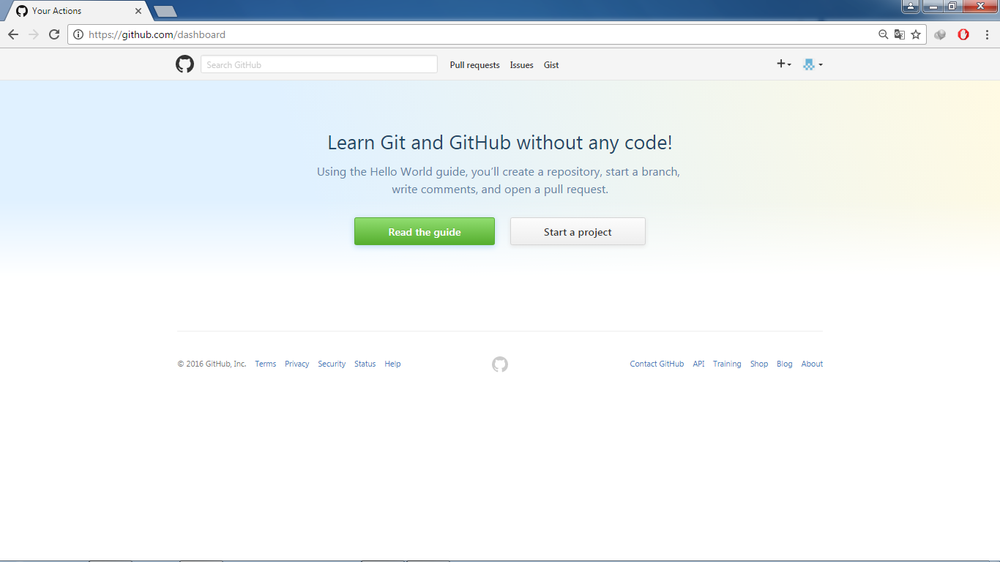 Your Actions
https://github.com/dashboard
Search GitHub Pull requests Issues Gist
Learn Git and GitHub without any code!
Using the Hello World guide, you'll create a repository, start a branch,
write comments, and open a pull request.
Read the guide Start a project
© 2016 GitHub, Inc. Terms Privacy Security Status Help Contact GitHub API Training Shop Blog About